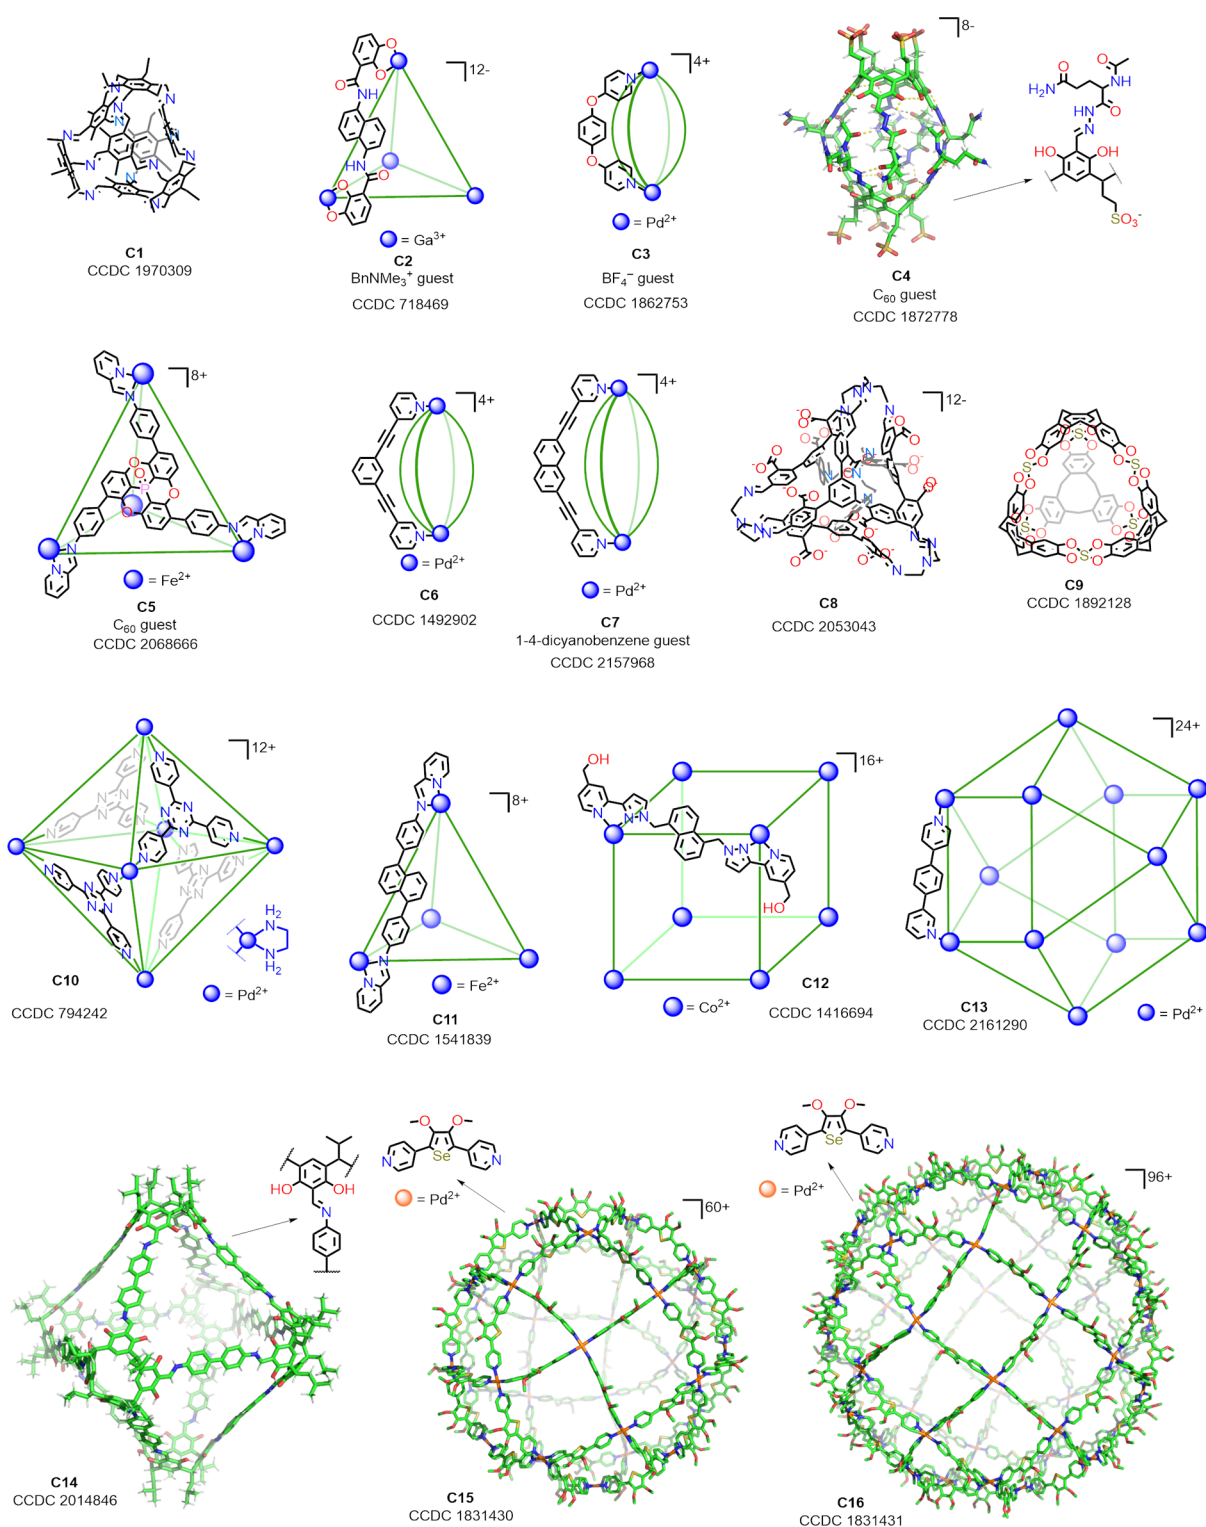 C1
CCDC 1970309
12-
= Ga³⁺
C2
BnNMe₃⁺ guest
CCDC 718469
4+
= Pd²⁺
C3
BF₄⁻ guest
CCDC 1862753
8-
C4
C₆₀ guest
CCDC 1872778
O
NH
H₂N
O
O
HN
HN
N
HO
OH
SO₃⁻
8+
= Fe²⁺
C5
C₆₀ guest
CCDC 2068666
4+
= Pd²⁺
C6
CCDC 1492902
4+
= Pd²⁺
C7
1-4-dicyanobenzene guest
CCDC 2157968
12-
C8
CCDC 2053043
C9
CCDC 1892128
12+
H₂
N
N
H₂
= Pd²⁺
C10
CCDC 794242
8+
= Fe²⁺
C11
CCDC 1541839
16+
OH
HO
= Co²⁺
C12
CCDC 1416694
24+
C13
CCDC 2161290
= Pd²⁺
HO
OH
N
C14
CCDC 2014846
O
O
N
Se
N
= Pd²⁺
60+
C15
CCDC 1831430
O
O
N
Se
N
= Pd²⁺
96+
C16
CCDC 1831431